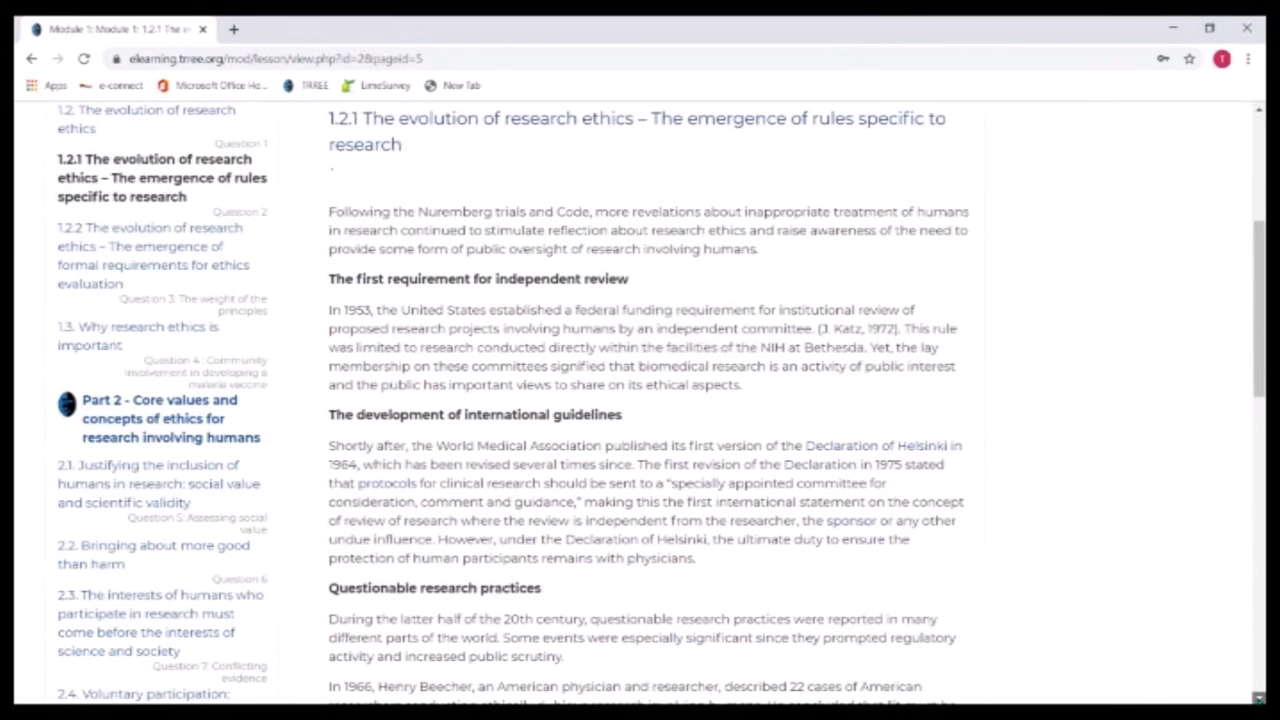 Module 1: Module 1: 1.2.1 The e
elearning.trree.org/mod/lesson/view.php?id=2&pageid=5
T
Apps
e-connect
Microsoft Office Ho...
TRREE
LimeSurvey
New Tab
1.2. The evolution of research
ethics
Question 1
1.2.1 The evolution of research
ethics – The emergence of rules
specific to research
Question 2
1.2.2 The evolution of research
ethics – The emergence of
formal requirements for ethics
evaluation
Question 3: The weight of the
principles
1.3. Why research ethics is
important
Question 4 : Community
involvement in developing a
malaria vaccine
Part 2 - Core values and
concepts of ethics for
research involving humans
2.1. Justifying the inclusion of
humans in research: social value
and scientific validity
Question 5: Assessing social
value
2.2. Bringing about more good
than harm
Question 6
2.3. The interests of humans who
participate in research must
come before the interests of
science and society
Question 7: Conflicting
evidence
2.4. Voluntary participation:
1.2.1 The evolution of research ethics – The emergence of rules specific to
research
.
Following the Nuremberg trials and Code, more revelations about inappropriate treatment of humans
in research continued to stimulate reflection about research ethics and raise awareness of the need to
provide some form of public oversight of research involving humans.
The first requirement for independent review
In 1953, the United States established a federal funding requirement for institutional review of
proposed research projects involving humans by an independent committee. (J. Katz, 1972). This rule
was limited to research conducted directly within the facilities of the NIH at Bethesda. Yet, the lay
membership on these committees signified that biomedical research is an activity of public interest
and the public has important views to share on its ethical aspects.
The development of international guidelines
Shortly after, the World Medical Association published its first version of the Declaration of Helsinki in
1964, which has been revised several times since. The first revision of the Declaration in 1975 stated
that protocols for clinical research should be sent to a "specially appointed committee for
consideration, comment and guidance," making this the first international statement on the concept
of review of research where the review is independent from the researcher, the sponsor or any other
undue influence. However, under the Declaration of Helsinki, the ultimate duty to ensure the
protection of human participants remains with physicians.
Questionable research practices
During the latter half of the 20th century, questionable research practices were reported in many
different parts of the world. Some events were especially significant since they prompted regulatory
activity and increased public scrutiny.
In 1966, Henry Beecher, an American physician and researcher, described 22 cases of American